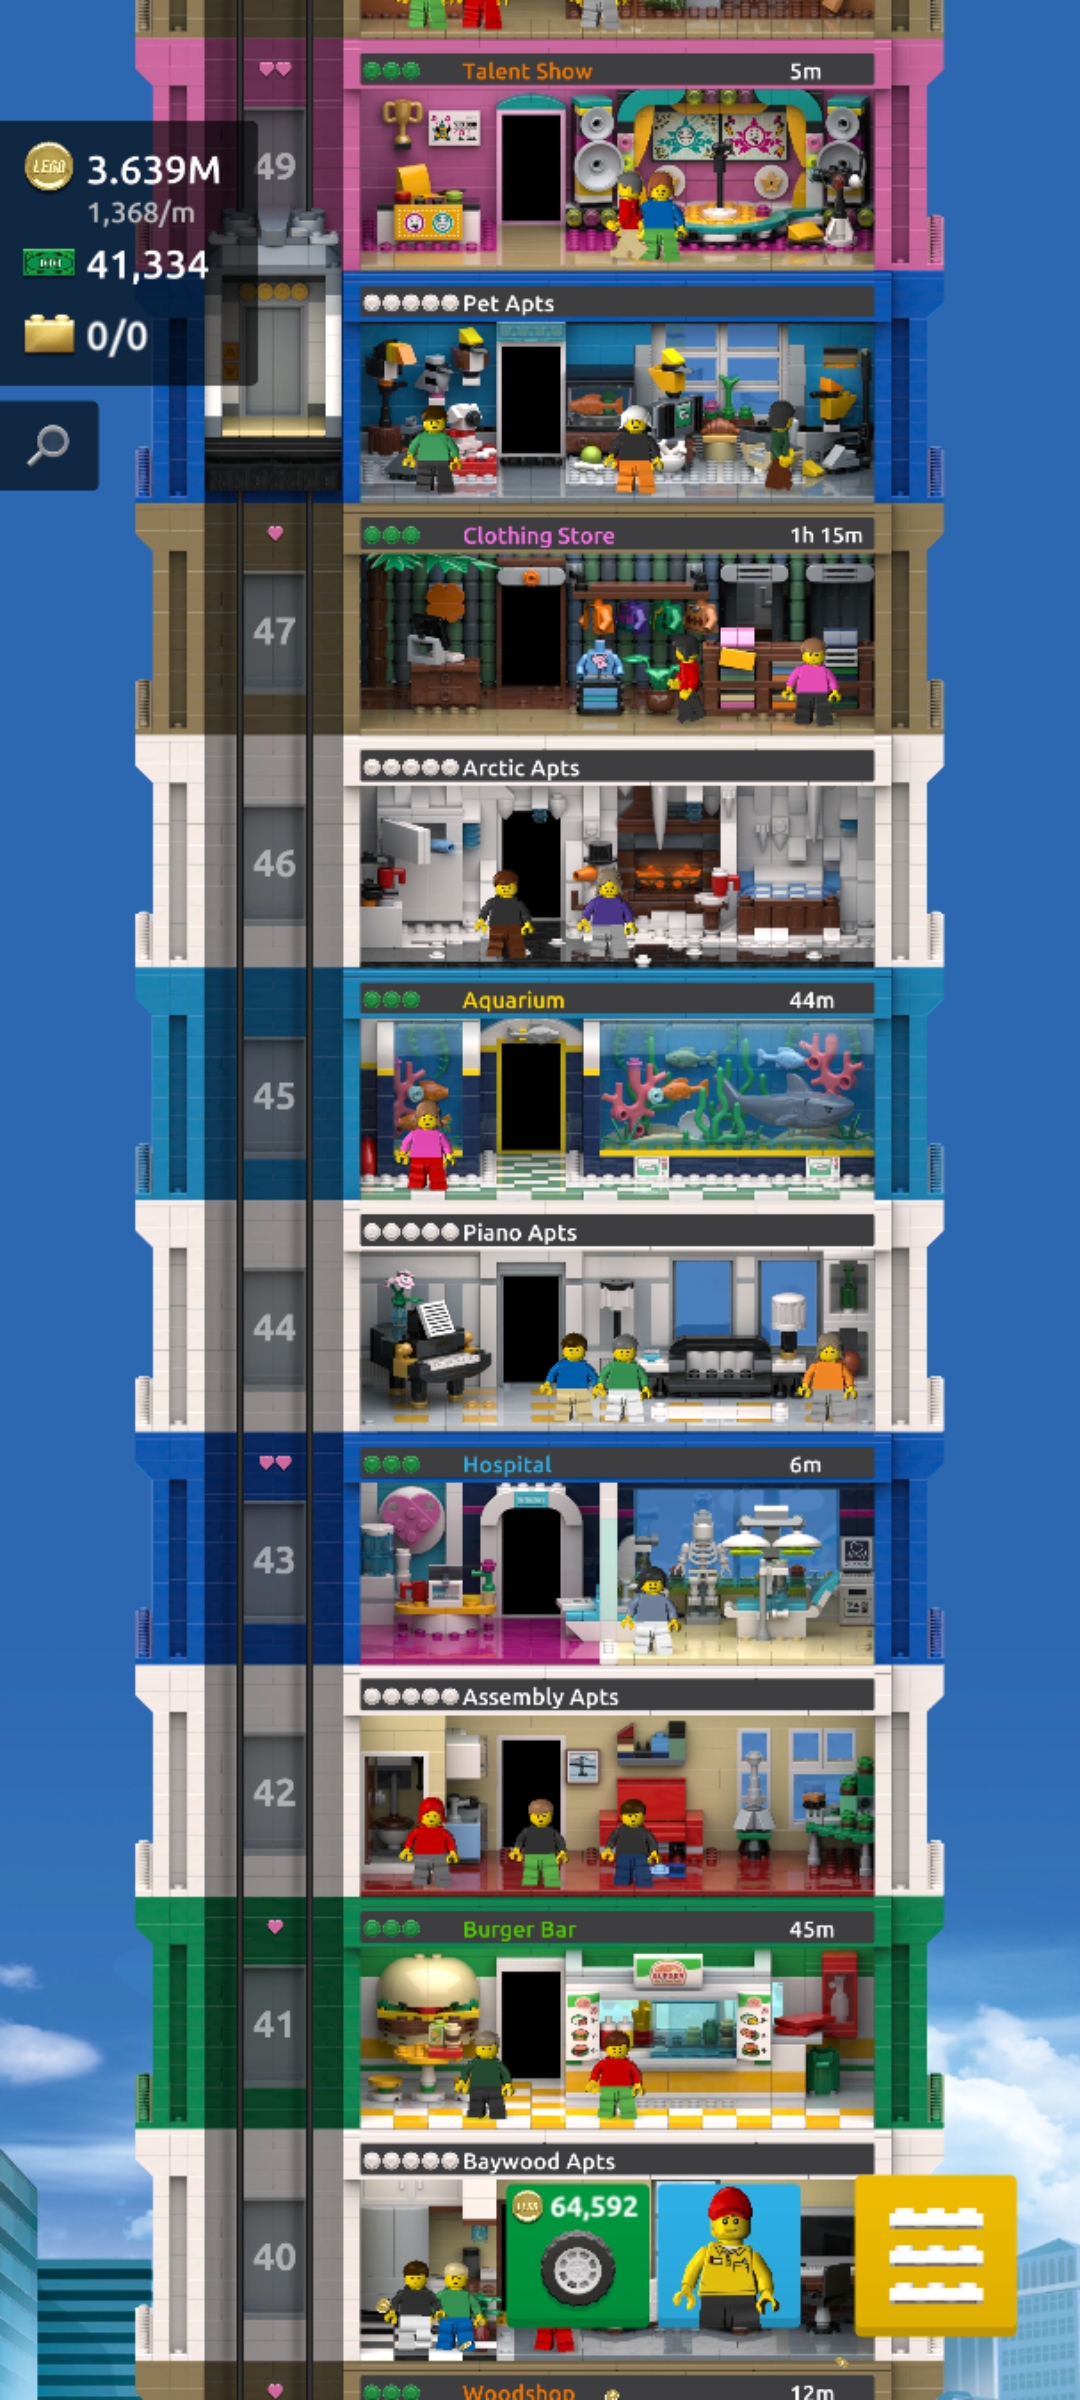 Talent Show 5m
49
LEGO 3.639M
1,368/m
41,334
0/0
Pet Apts
Clothing Store 1h 15m
47
Arctic Apts
46
Aquarium 44m
45
Piano Apts
44
Hospital 6m
43
Assembly Apts
42
Burger Bar 45m
41
Baywood Apts
64,592
40
Woodshop 12m